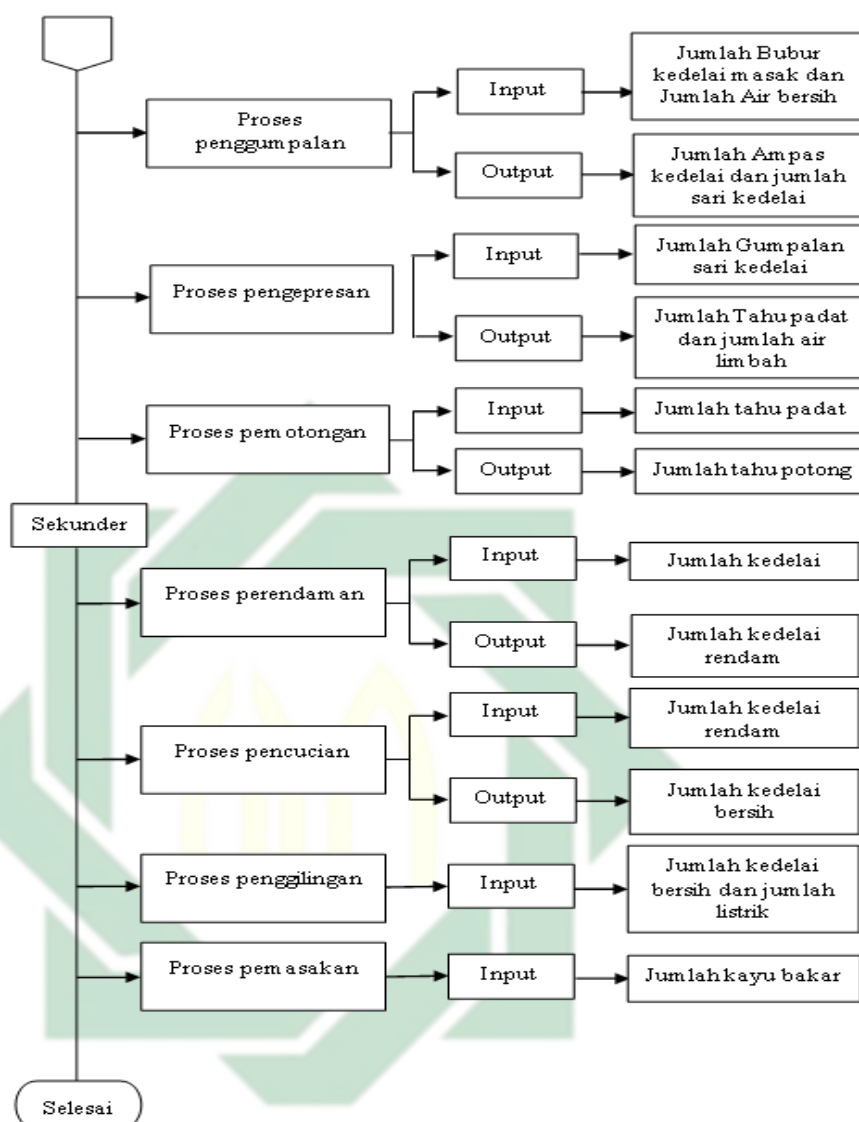 Proses
penggumpalan
Input
Jumlah Bubur
kedelai masak dan
Jumlah Air bersih
Output
Jumlah Ampas
kedelai dan jumlah
sari kedelai
Proses pengepresan
Input
Jumlah Gumpalan
sari kedelai
Output
Jumlah Tahu padat
dan jumlah air
limbah
Proses pemotongan
Input
Jumlah tahu padat
Output
Jumlah tahu potong
Sekunder
Proses perendaman
Input
Jumlah kedelai
Output
Jumlah kedelai
rendam
Proses pencucian
Input
Jumlah kedelai
rendam
Output
Jumlah kedelai
bersih
Proses penggilingan
Input
Jumlah kedelai
bersih dan jumlah
listrik
Proses pemasakan
Input
Jumlah kayu bakar
Selesai